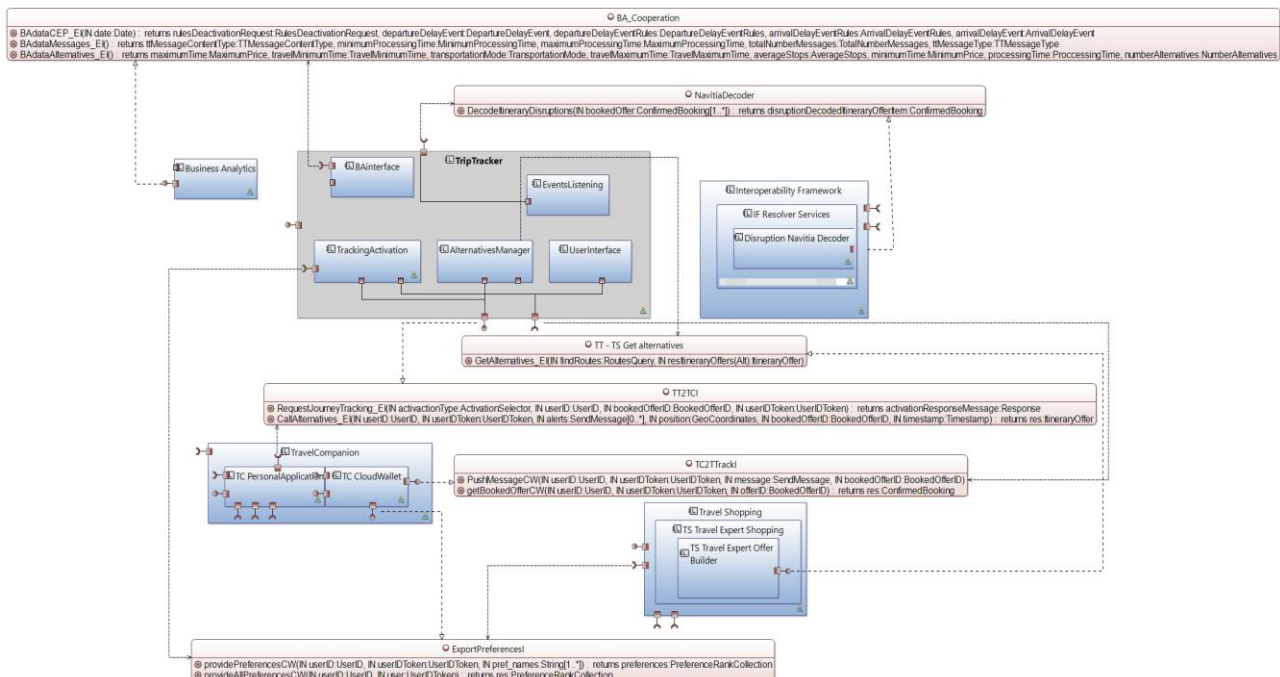 BA_Cooperation
BAdataCEP_EI(IN date:Date) : returns rulesDeactivationRequest:RulesDeactivationRequest, departureDelayEvent:DepartureDelayEvent, departureDelayEventRules:DepartureDelayEventRules, arrivalDelayEventRules:ArrivalDelayEventRules, arrivalDelayEvent:ArrivalDelayEvent
BAdataMessages_EI() : returns ttMessageContentType:TTMessageContentType, minimumProcessingTime:MinimumProcessingTime, maximumProcessingTime:MaximumProcessingTime, totalNumberMessages:TotalNumberMessages, ttMessageType:TTMessageType
BAdataAlternatives_EI() : returns maximumTime:MaximumPrice, travelMinimumTime:TravelMinimumTime, transportationMode:TransportationMode, travelMaximumTime:TravelMaximumTime, averageStops:AverageStops, minimumTime:MinimumPrice, processingTime:ProccessingTime, numberAlternatives:NumberAlternatives
NavitiaDecoder
DecodeItineraryDisruptions(IN bookedOffer:ConfirmedBooking[1..*]) : returns disruptionDecodedItineraryOfferItem:ConfirmedBooking
Business Analytics
BAinterface
TripTracker
EventsListening
Interoperability Framework
IF Resolver Services
Disruption Navitia Decoder
TrackingActivation
AlternativesManager
UserInterface
TT - TS Get alternatives
GetAlternatives_EI(IN findRoutes:RoutesQuery, IN resItineraryOffers(Alt):ItineraryOffer)
TT2TCI
RequestJourneyTracking_EI(IN activactionType:ActivationSelector, IN userID:UserID, IN bookedOfferID:BookedOfferID, IN userIDToken:UserIDToken) : returns activationResponseMessage:Response
CallAlternatives_EI(IN userID:UserID, IN userIDToken:UserIDToken, IN alerts:SendMessage[0..*], IN position:GeoCoordinates, IN bookedOfferID:BookedOfferID, IN timestamp:Timestamp) : returns res:ItineraryOffer
TravelCompanion
TC PersonalApplication
TC CloudWallet
TC2TTrackI
PushMessageCW(IN userID:UserID, IN userIDToken:UserIDToken, IN message:SendMessage, IN bookedOfferID:BookedOfferID)
getBookedOfferCW(IN userID:UserID, IN userIDToken:UserIDToken, IN offerID:BookedOfferID) : returns res:ConfirmedBooking
Travel Shopping
TS Travel Expert Shopping
TS Travel Expert Offer
Builder
ExportPreferencesI
providePreferencesCW(IN userID:UserID, IN userIDToken:UserIDToken, IN pref_names:String[1..*]) : returns preferences:PreferenceRankCollection
provideAllPreferencesCW(IN userID:UserID, IN user:UserIDToken) : returns res:PreferenceRankCollection